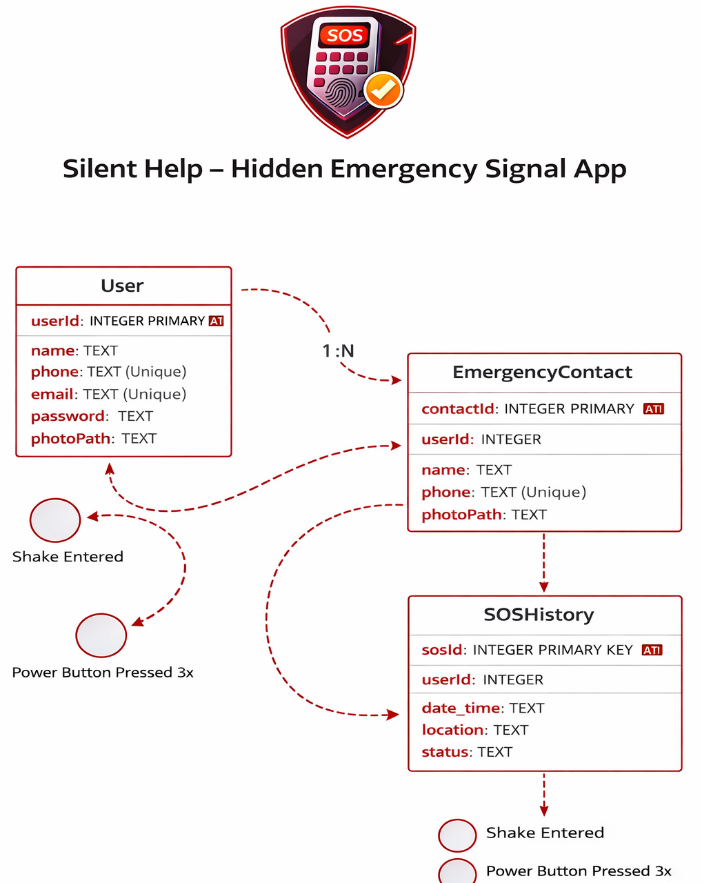 SOS
Silent Help – Hidden Emergency Signal App
User
userId: INTEGER PRIMARY AT
name: TEXT
phone: TEXT (Unique)
email: TEXT (Unique)
password: TEXT
photoPath: TEXT
1:N
EmergencyContact
contactId: INTEGER PRIMARY ATI
userId: INTEGER
name: TEXT
phone: TEXT (Unique)
photoPath: TEXT
Shake Entered
Power Button Pressed 3x
SOSHistory
sosId: INTEGER PRIMARY KEY ATI
userId: INTEGER
date_time: TEXT
location: TEXT
status: TEXT
Shake Entered
Power Button Pressed 3x